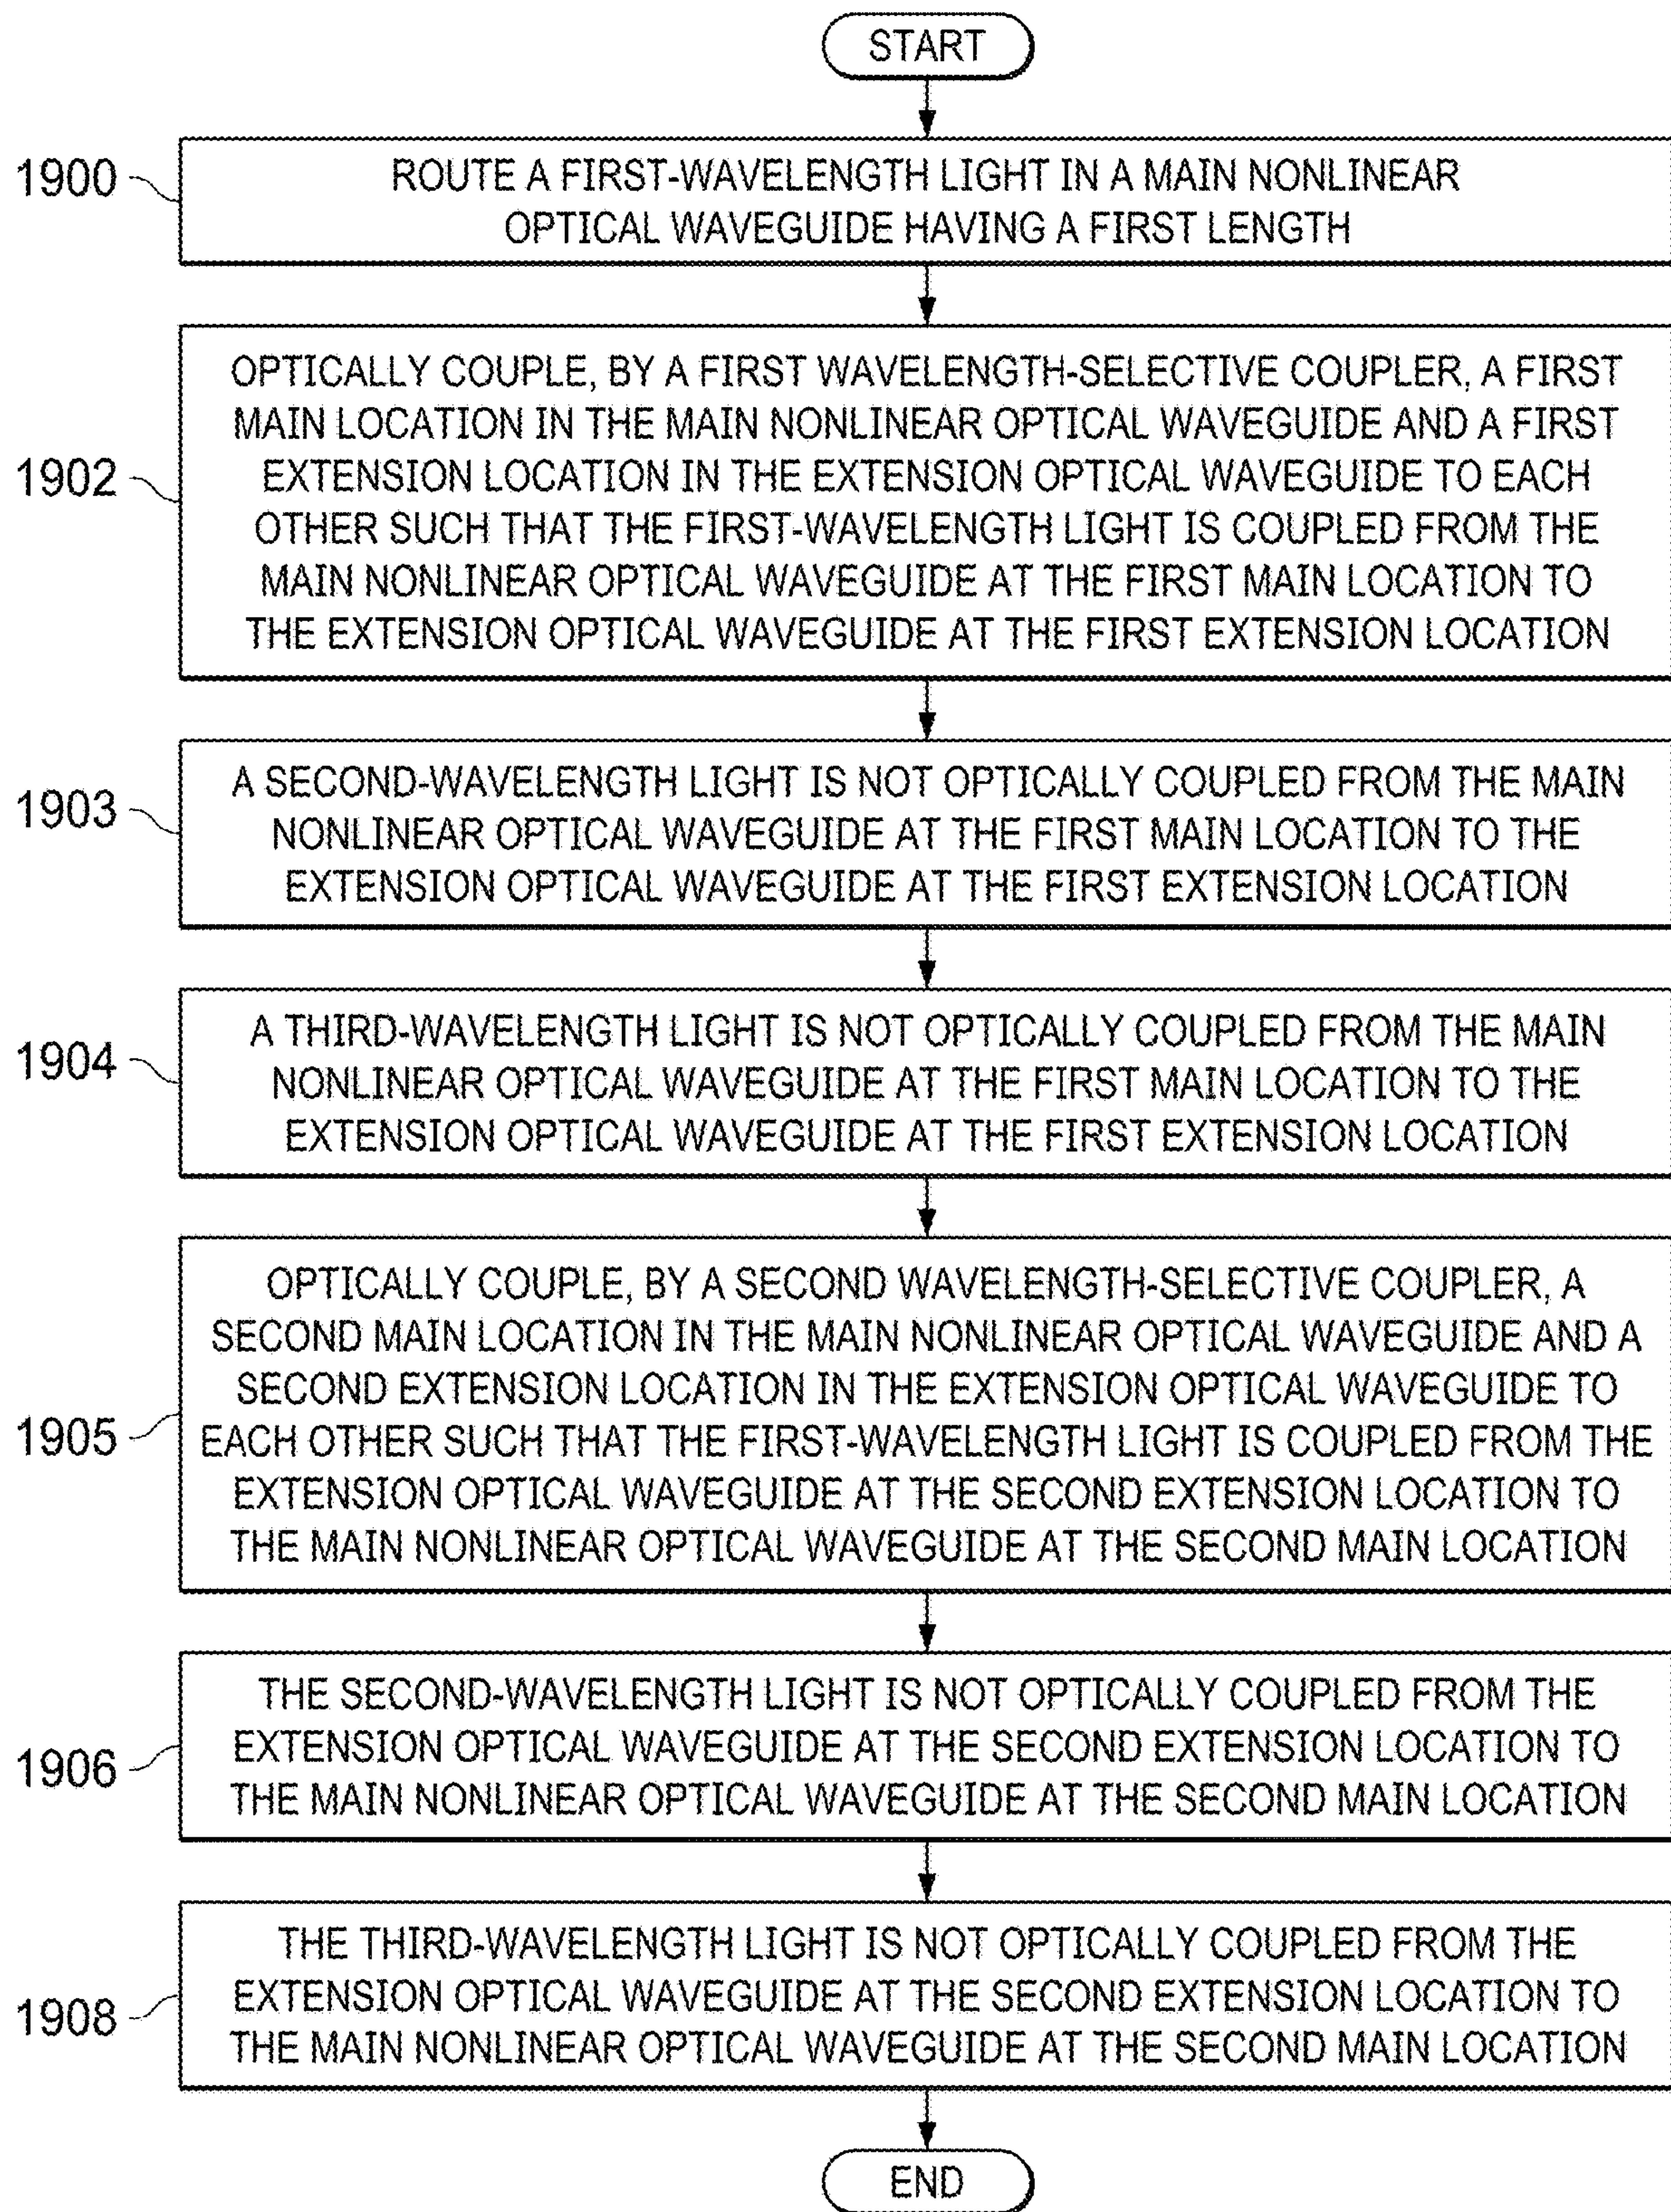 START
1900
ROUTE A FIRST-WAVELENGTH LIGHT IN A MAIN NONLINEAR
OPTICAL WAVEGUIDE HAVING A FIRST LENGTH
1902
OPTICALLY COUPLE, BY A FIRST WAVELENGTH-SELECTIVE COUPLER, A FIRST
MAIN LOCATION IN THE MAIN NONLINEAR OPTICAL WAVEGUIDE AND A FIRST
EXTENSION LOCATION IN THE EXTENSION OPTICAL WAVEGUIDE TO EACH
OTHER SUCH THAT THE FIRST-WAVELENGTH LIGHT IS COUPLED FROM THE
MAIN NONLINEAR OPTICAL WAVEGUIDE AT THE FIRST MAIN LOCATION TO
THE EXTENSION OPTICAL WAVEGUIDE AT THE FIRST EXTENSION LOCATION
1903
A SECOND-WAVELENGTH LIGHT IS NOT OPTICALLY COUPLED FROM THE MAIN
NONLINEAR OPTICAL WAVEGUIDE AT THE FIRST MAIN LOCATION TO THE
EXTENSION OPTICAL WAVEGUIDE AT THE FIRST EXTENSION LOCATION
1904
A THIRD-WAVELENGTH LIGHT IS NOT OPTICALLY COUPLED FROM THE MAIN
NONLINEAR OPTICAL WAVEGUIDE AT THE FIRST MAIN LOCATION TO THE
EXTENSION OPTICAL WAVEGUIDE AT THE FIRST EXTENSION LOCATION
1905
OPTICALLY COUPLE, BY A SECOND WAVELENGTH-SELECTIVE COUPLER, A
SECOND MAIN LOCATION IN THE MAIN NONLINEAR OPTICAL WAVEGUIDE AND A
SECOND EXTENSION LOCATION IN THE EXTENSION OPTICAL WAVEGUIDE TO
EACH OTHER SUCH THAT THE FIRST-WAVELENGTH LIGHT IS COUPLED FROM THE
EXTENSION OPTICAL WAVEGUIDE AT THE SECOND EXTENSION LOCATION TO
THE MAIN NONLINEAR OPTICAL WAVEGUIDE AT THE SECOND MAIN LOCATION
1906
THE SECOND-WAVELENGTH LIGHT IS NOT OPTICALLY COUPLED FROM THE
EXTENSION OPTICAL WAVEGUIDE AT THE SECOND EXTENSION LOCATION TO
THE MAIN NONLINEAR OPTICAL WAVEGUIDE AT THE SECOND MAIN LOCATION
1908
THE THIRD-WAVELENGTH LIGHT IS NOT OPTICALLY COUPLED FROM THE
EXTENSION OPTICAL WAVEGUIDE AT THE SECOND EXTENSION LOCATION TO
THE MAIN NONLINEAR OPTICAL WAVEGUIDE AT THE SECOND MAIN LOCATION
END